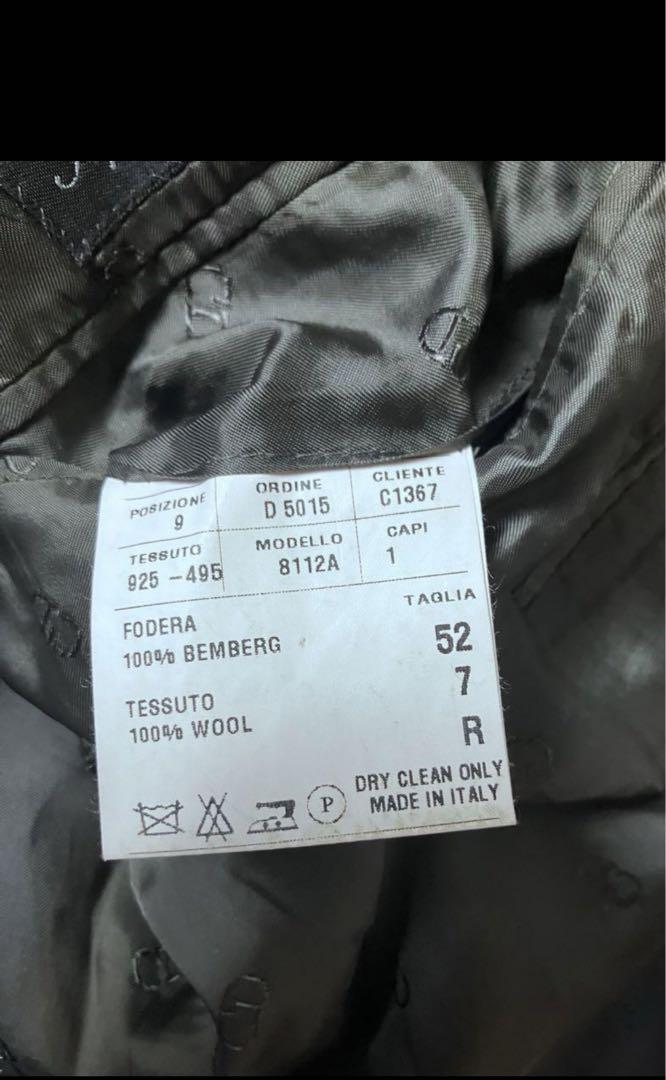 POSIZIONE
9
ORDINE
D 5015
CLIENTE
C1367
TESSUTO
925 –495
MODELLO
8112A
CAPI
1
TAGLIA
FODERA
100% BEMBERG
52
7
TESSUTO
100% WOOL
R
DRY CLEAN ONLY
P
MADE IN ITALY